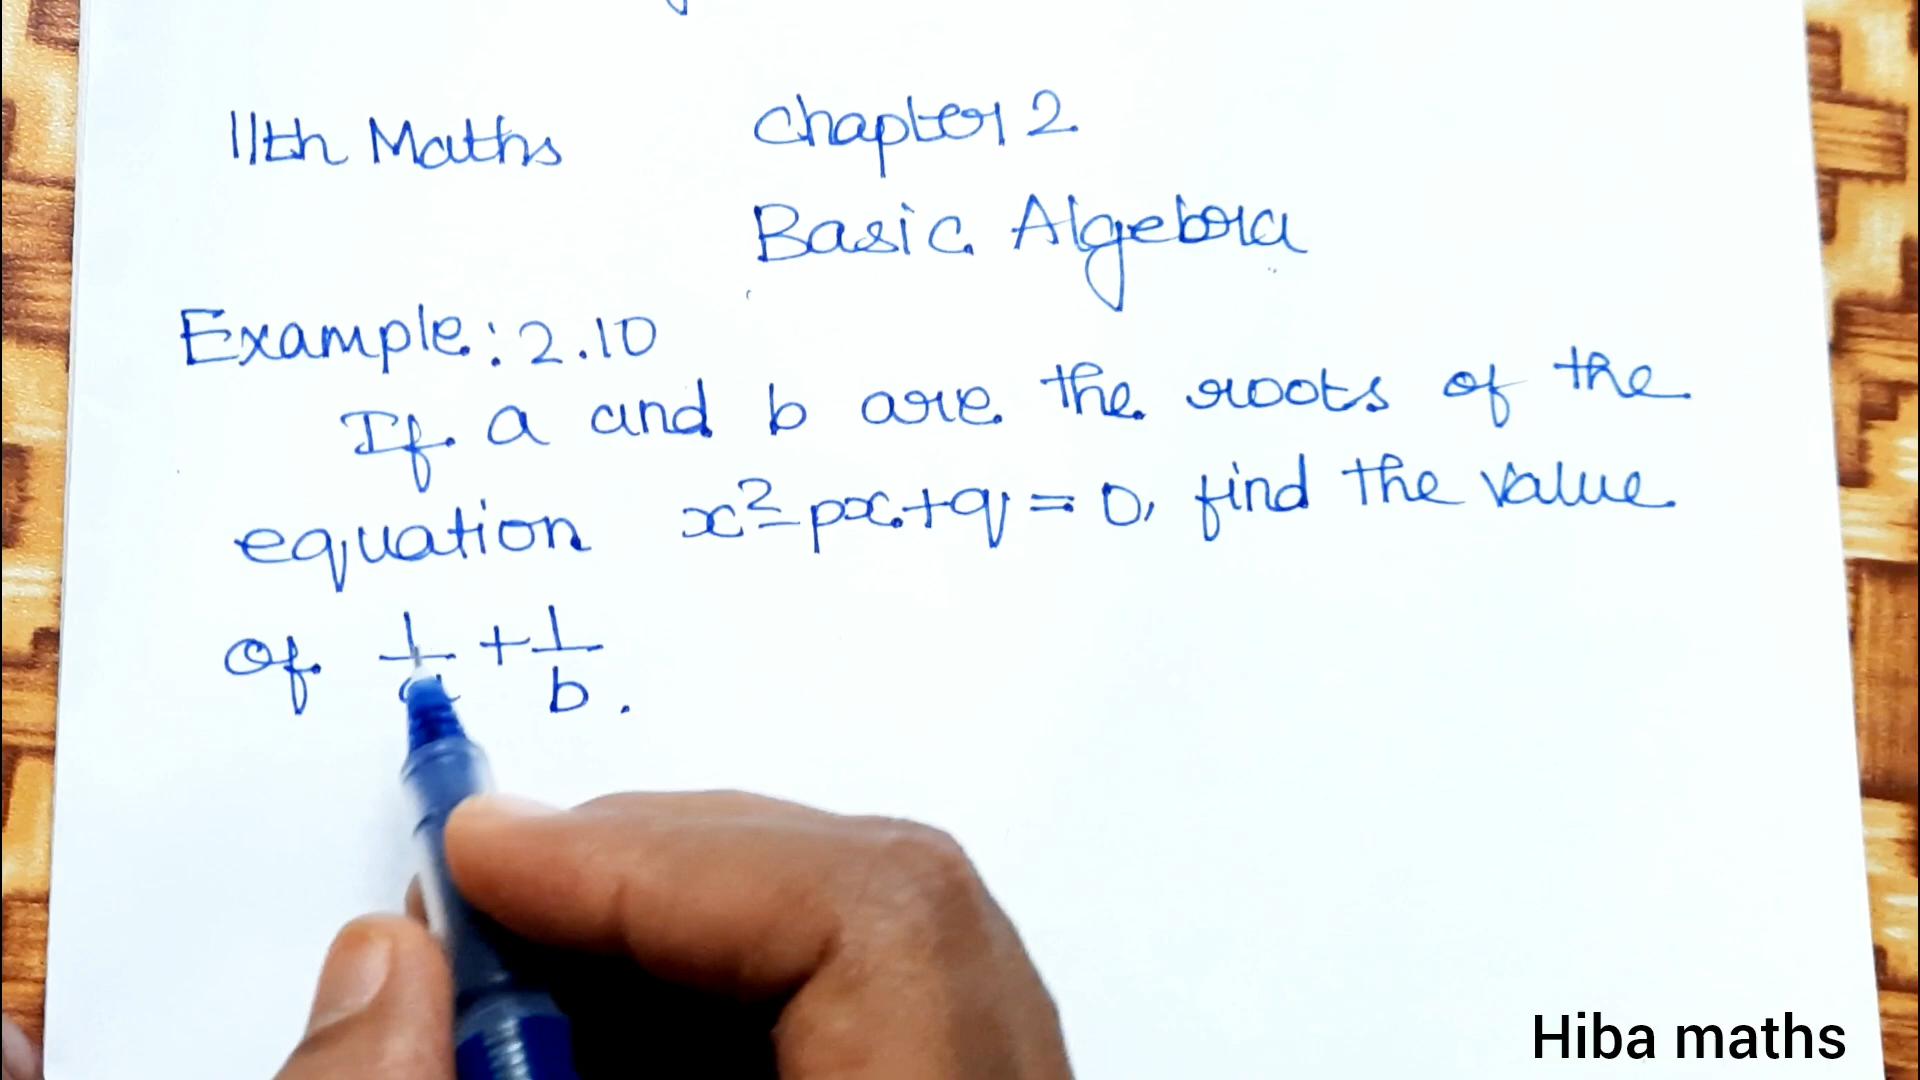 11th Maths Chapter 2
Basic Algebra
Example: 2.10
If a and b are the roots of the
equation x²-px+q=0, find the value
of 1/a + 1/b.
Hiba maths